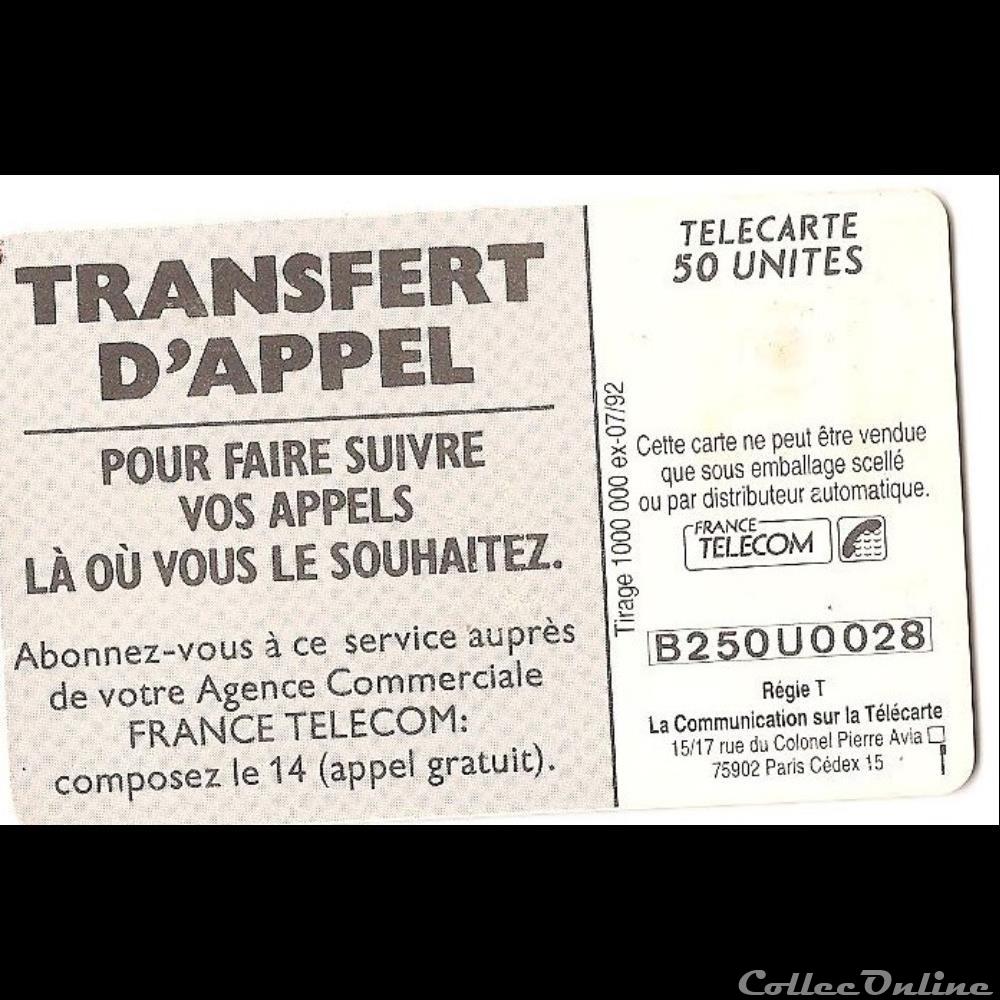 TRANSFERT
D'APPEL
POUR FAIRE SUIVRE
VOS APPELS
LÀ OÙ VOUS LE SOUHAITEZ.
Abonnez-vous à ce service auprès
de votre Agence Commerciale
FRANCE TELECOM:
composez le 14 (appel gratuit).
Tirage 1000 000 ex-07/92
TELECARTE
50 UNITES
Cette carte ne peut être vendue
que sous emballage scellé
ou par distributeur automatique.
FRANCE
TELECOM
B250U0028
Régie T
La Communication sur la Télécarte
15/17 rue du Colonel Pierre Avia
75902 Paris Cédex 15
CollecOnline